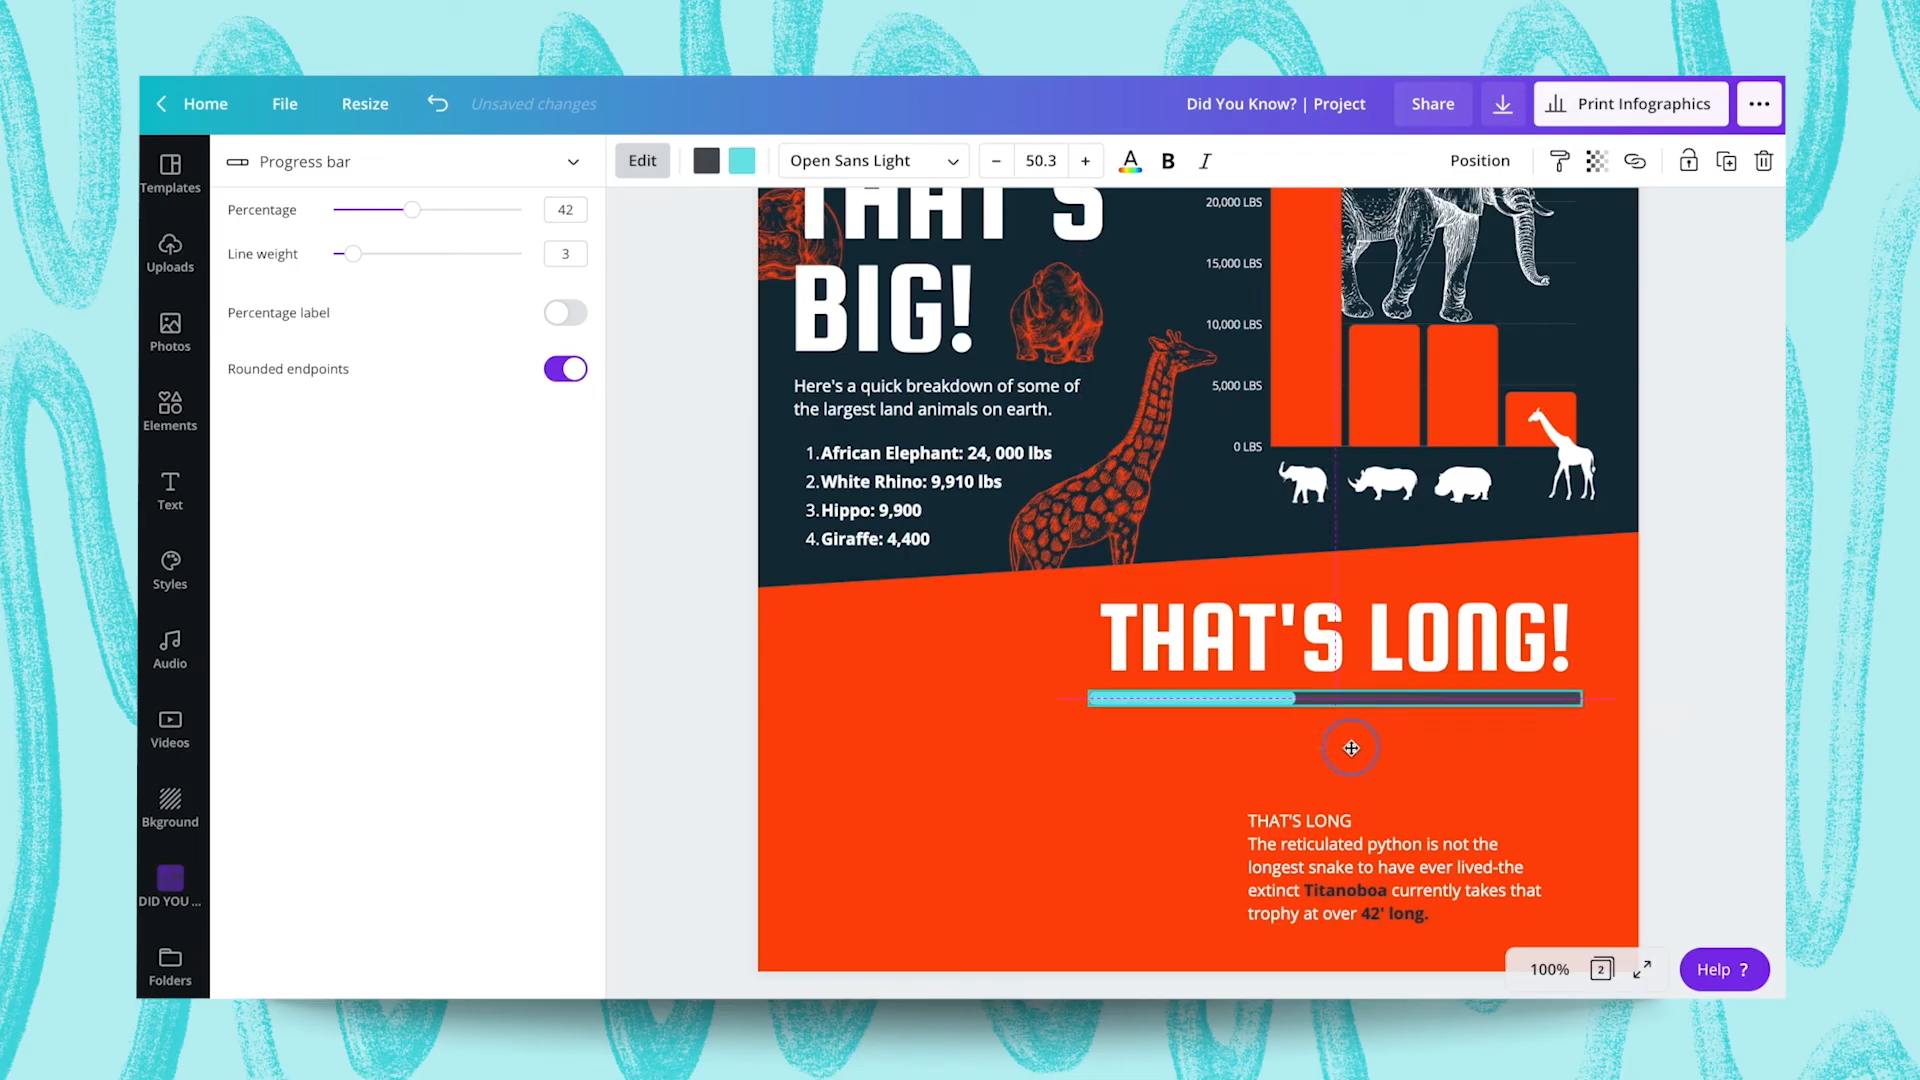 Home
File
Resize
Unsaved changes
Did You Know? | Project
Share
Print Infographics
Templates
Uploads
Photos
Elements
Text
Styles
Audio
Videos
Bkground
DID YOU ...
Folders
Progress bar
Percentage
42
Line weight
3
Percentage label
Rounded endpoints
Edit
Open Sans Light
50.3
A
B
I
Position
THAT'S
BIG!
Here's a quick breakdown of some of
the largest land animals on earth.
1.African Elephant: 24, 000 lbs
2.White Rhino: 9,910 lbs
3.Hippo: 9,900
4.Giraffe: 4,400
20,000 LBS
15,000 LBS
10,000 LBS
5,000 LBS
0 LBS
THAT'S LONG!
THAT'S LONG
The reticulated python is not the
longest snake to have ever lived-the
extinct Titanoboa currently takes that
trophy at over 42' long.
100%
2
Help ?